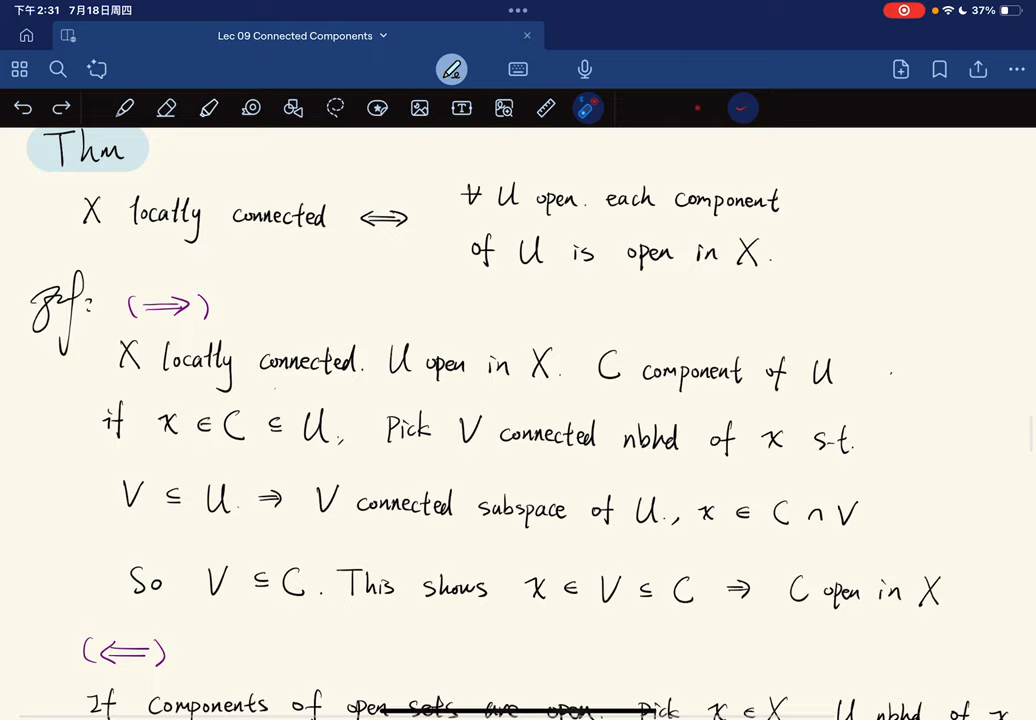 下午2:31 7月18日周四
37%
Lec 09 Connected Components
Thm
X locally connected ⟺ ∀ U open. each component
of U is open in X.
pf:
(⟹)
X locally connected. U open in X. C component of U
if x ∈ C ⊆ U, Pick V connected nbhd of x s.t.
V ⊆ U. ⇒ V connected subspace of U., x ∈ C ∩ V
So V ⊆ C. This shows x ∈ V ⊆ C ⇒ C open in X
(⟸)
If components of open sets are open. Pick x ∈ X U nbhd of x